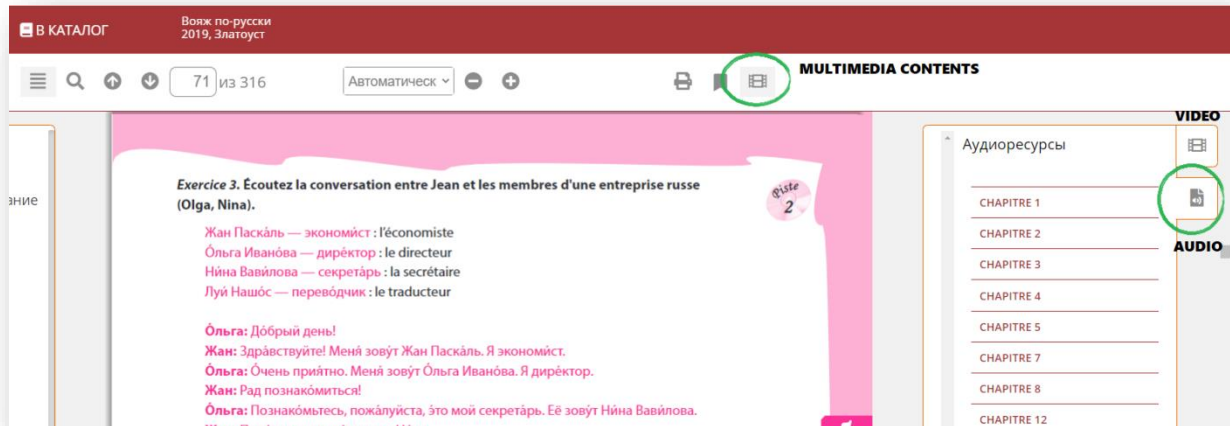 В КАТАЛОГ
Вояж по-русски
2019, Златоуст
71 из 316
Автоматическ
MULTIMEDIA CONTENTS
VIDEO
AUDIO
ание
Exercice 3. Écoutez la conversation entre Jean et les membres d'une entreprise russe
(Olga, Nina).
Piste
2
Жан Паска́ль — экономи́ст : l'économiste
О́льга Ивано́ва — дире́ктор : le directeur
Ни́на Вави́лова — секрета́рь : la secrétaire
Луи́ Нашо́с — перево́дчик : le traducteur
О́льга: До́брый день!
Жан: Здра́вствуйте! Меня́ зову́т Жан Паска́ль. Я экономи́ст.
О́льга: О́чень прия́тно. Меня́ зову́т О́льга Ивано́ва. Я дире́ктор.
Жан: Рад познако́миться!
О́льга: Познако́мьтесь, пожа́луйста, э́то мой секрета́рь. Её зову́т Ни́на Вави́лова.
Аудиоресурсы
CHAPITRE 1
CHAPITRE 2
CHAPITRE 3
CHAPITRE 4
CHAPITRE 5
CHAPITRE 7
CHAPITRE 8
CHAPITRE 12